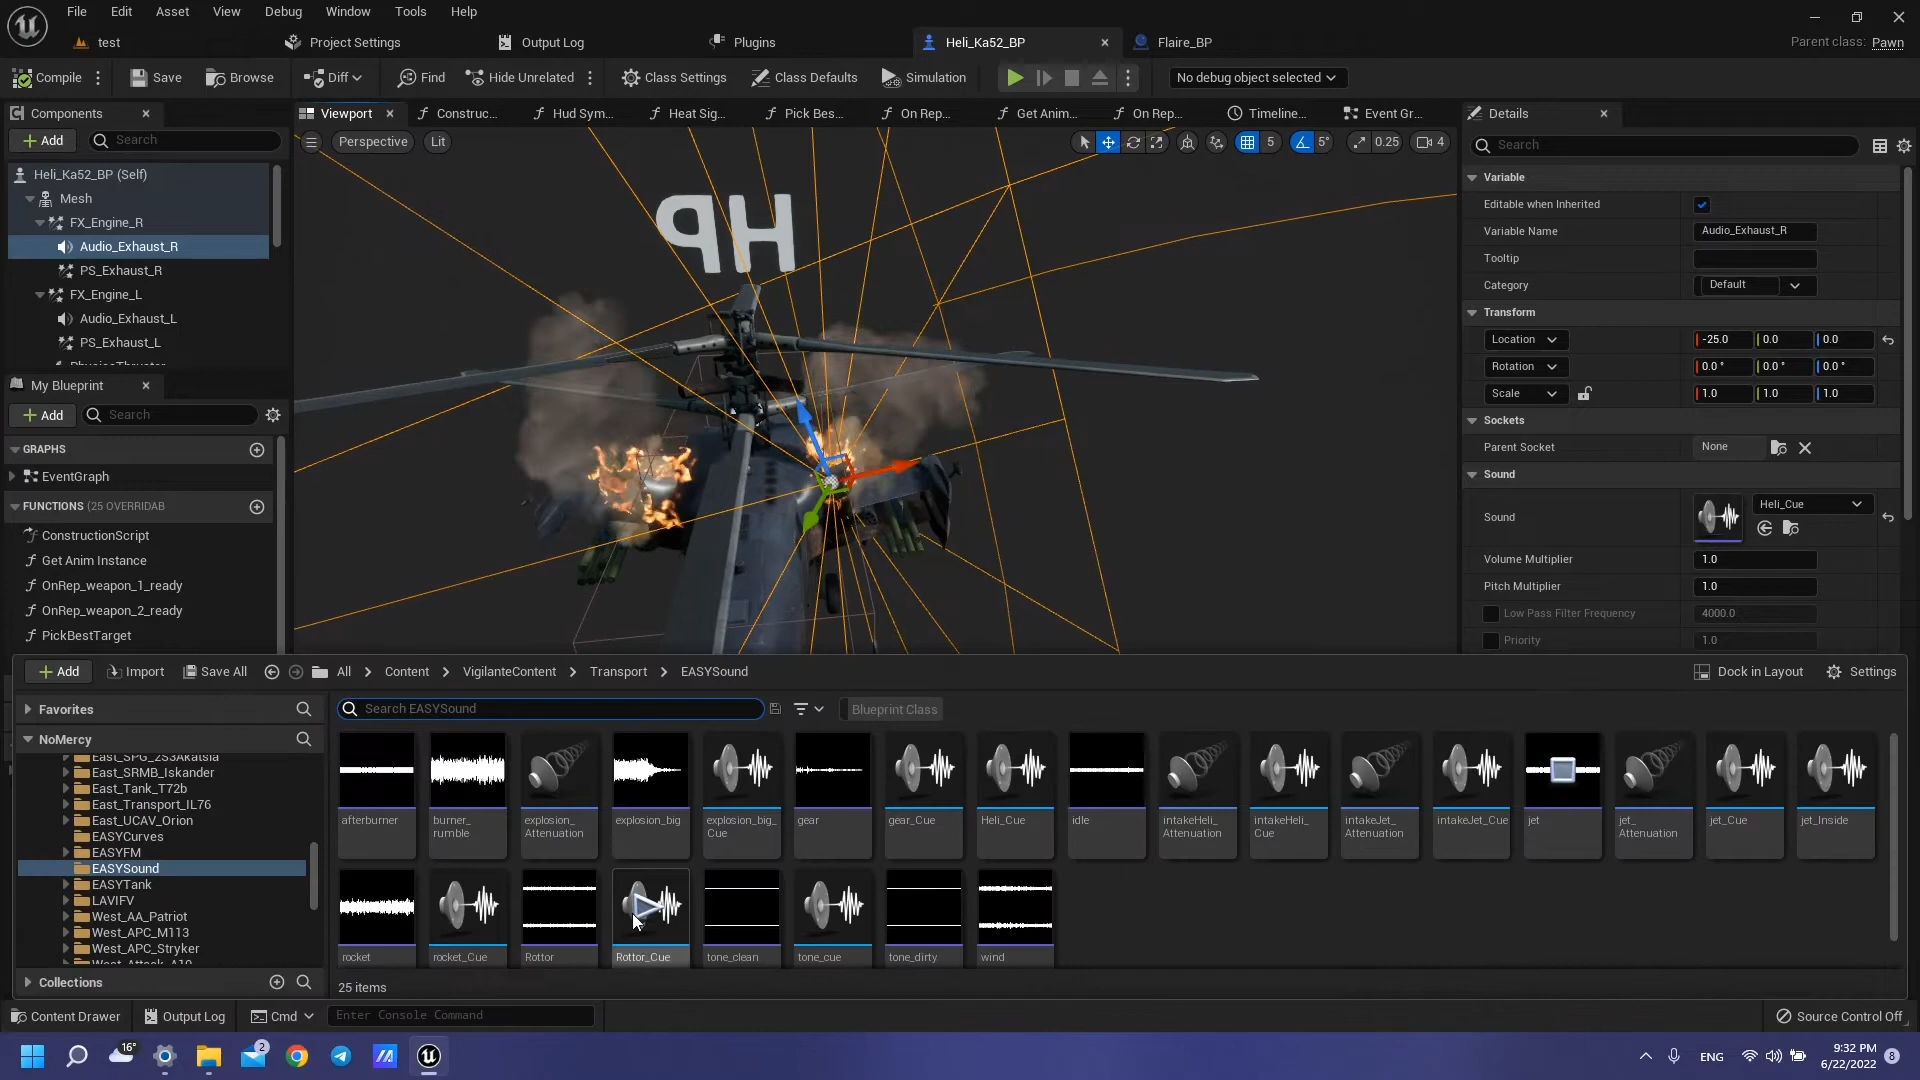 File Edit Asset View Debug Window Tools Help
test Project Settings Output Log Plugins Heli_Ka52_BP Flaire_BP Parent class: Pawn
Compile Save Browse Diff Find Hide Unrelated Class Settings Class Defaults Simulation No debug object selected
Components Viewport Construc... Hud Sym... Heat Sig... Pick Bes... On Rep... Get Anim... On Rep... Timeline... Event Gr... Details
Add Search Perspective Lit 5 5° 0.25 4 Search
Heli_Ka52_BP (Self)
Mesh
FX_Engine_R
Audio_Exhaust_R
PS_Exhaust_R
FX_Engine_L
Audio_Exhaust_L
PS_Exhaust_L
HP
Variable
Editable when Inherited
Variable Name Audio_Exhaust_R
Tooltip
Category Default
Transform
Location -25.0 0.0 0.0
Rotation 0.0 ° 0.0 ° 0.0 °
Scale 1.0 1.0 1.0
Sockets
Parent Socket None
Sound
Sound Heli_Cue
Volume Multiplier 1.0
Pitch Multiplier 1.0
Low Pass Filter Frequency 4000.0
Priority 1.0
My Blueprint
Add Search
GRAPHS
EventGraph
FUNCTIONS (25 OVERRIDAB
ConstructionScript
Get Anim Instance
OnRep_weapon_1_ready
OnRep_weapon_2_ready
PickBestTarget
Add Import Save All All Content VigilanteContent Transport EASYSound Dock in Layout Settings
Favorites Search EASYSound Blueprint Class
NoMercy
East_SPG_2S3Akatsia
East_SRMB_Iskander
East_Tank_T72b
East_Transport_IL76
East_UCAV_Orion
EASYCurves
EASYFM
EASYSound
EASYTank
LAVIFV
West_AA_Patriot
West_APC_M113
West_APC_Stryker
West_Attack_A10
Collections
afterburner burner_ rumble explosion_ Attenuation explosion_big explosion_big_ Cue gear gear_Cue Heli_Cue idle intakeHeli_ Attenuation intakeHeli_ Cue intakeJet_ Attenuation intakeJet_Cue jet jet_ Attenuation jet_Cue jet_Inside
rocket rocket_Cue Rottor Rottor_Cue tone_clean tone_cue tone_dirty wind
25 items
Content Drawer Output Log Cmd Enter Console Command Source Control Off
16° 2 ENG 9:32 PM 8
6/22/2022